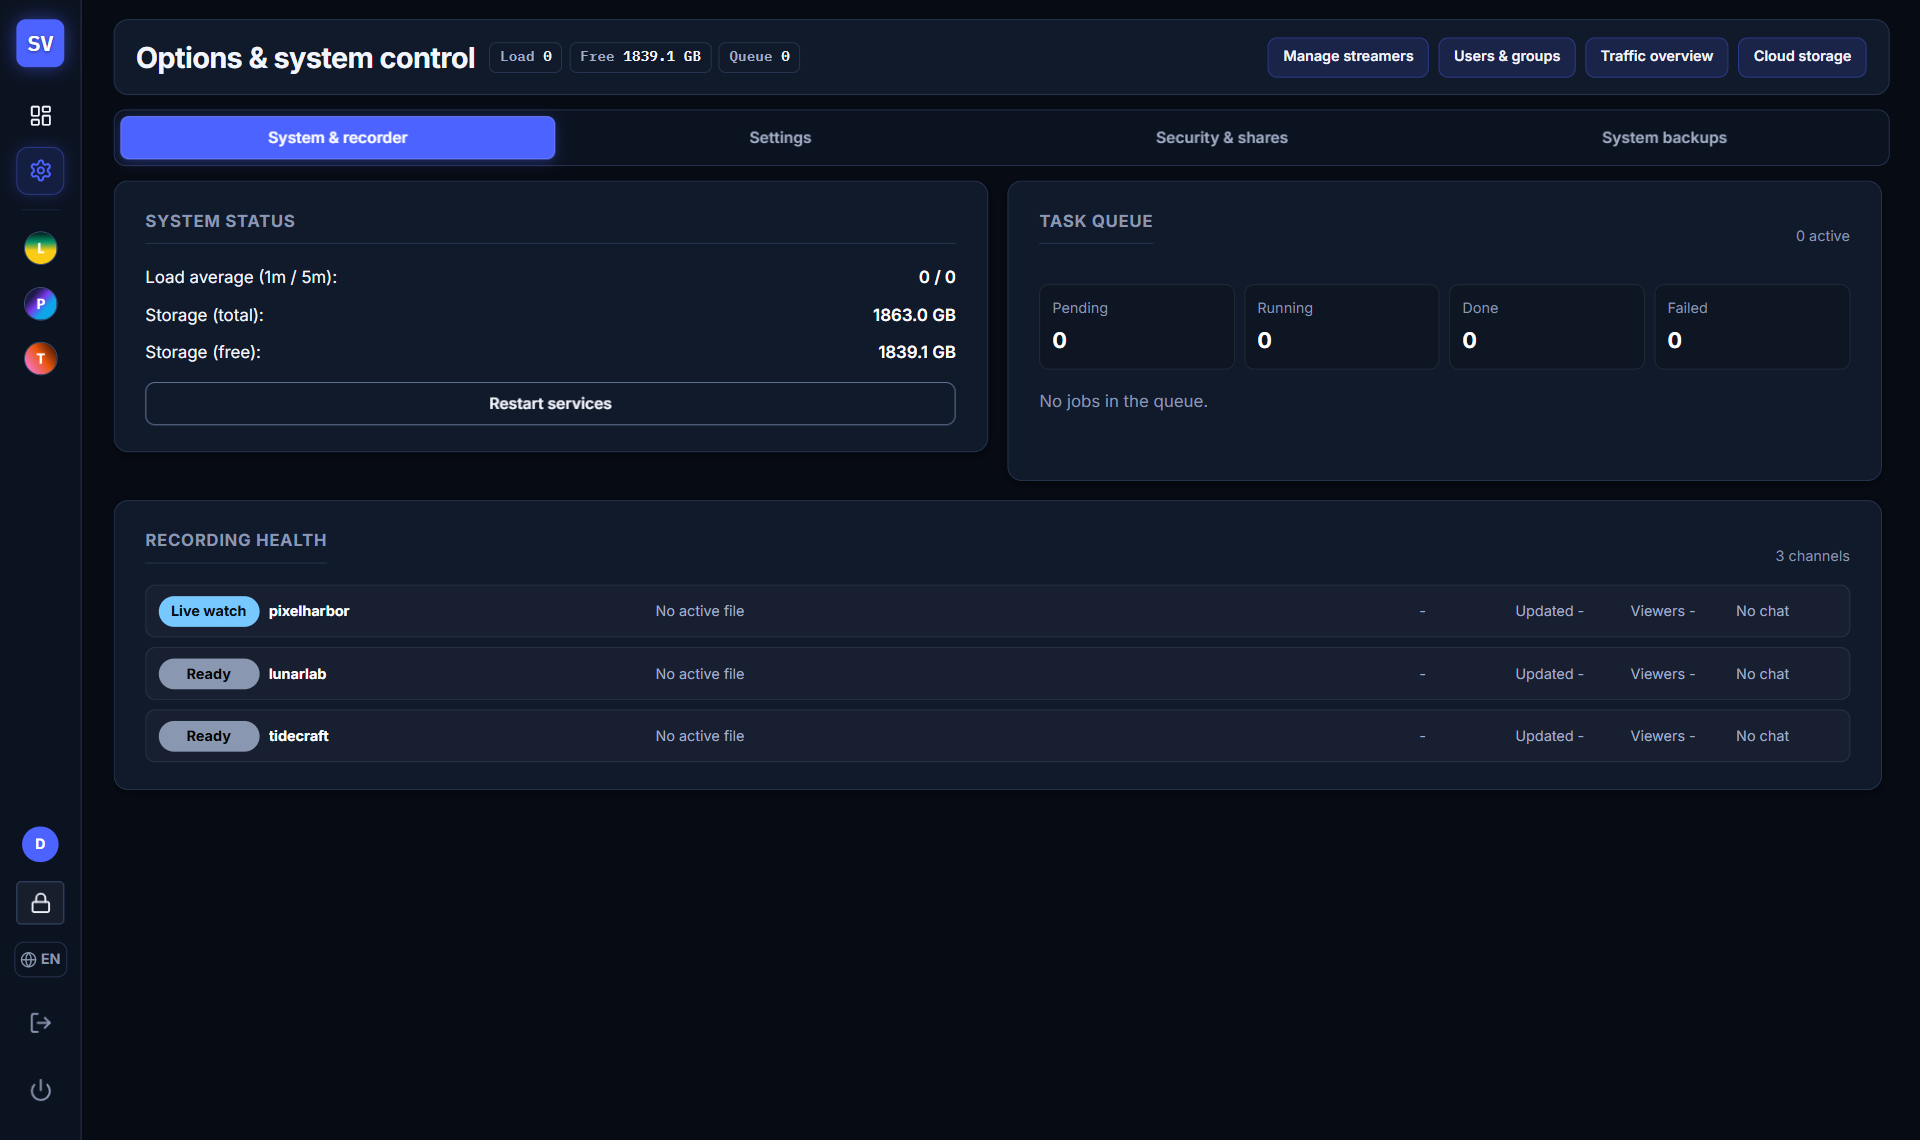 SV
Options & system control
Load 0
Free 1839.1 GB
Queue 0
Manage streamers
Users & groups
Traffic overview
Cloud storage
System & recorder
Settings
Security & shares
System backups
L
P
T
SYSTEM STATUS
Load average (1m / 5m): 0 / 0
Storage (total): 1863.0 GB
Storage (free): 1839.1 GB
Restart services
TASK QUEUE
0 active
Pending
0
Running
0
Done
0
Failed
0
No jobs in the queue.
RECORDING HEALTH
3 channels
Live watch pixelharbor No active file - Updated - Viewers - No chat
Ready lunarlab No active file - Updated - Viewers - No chat
Ready tidecraft No active file - Updated - Viewers - No chat
D
EN